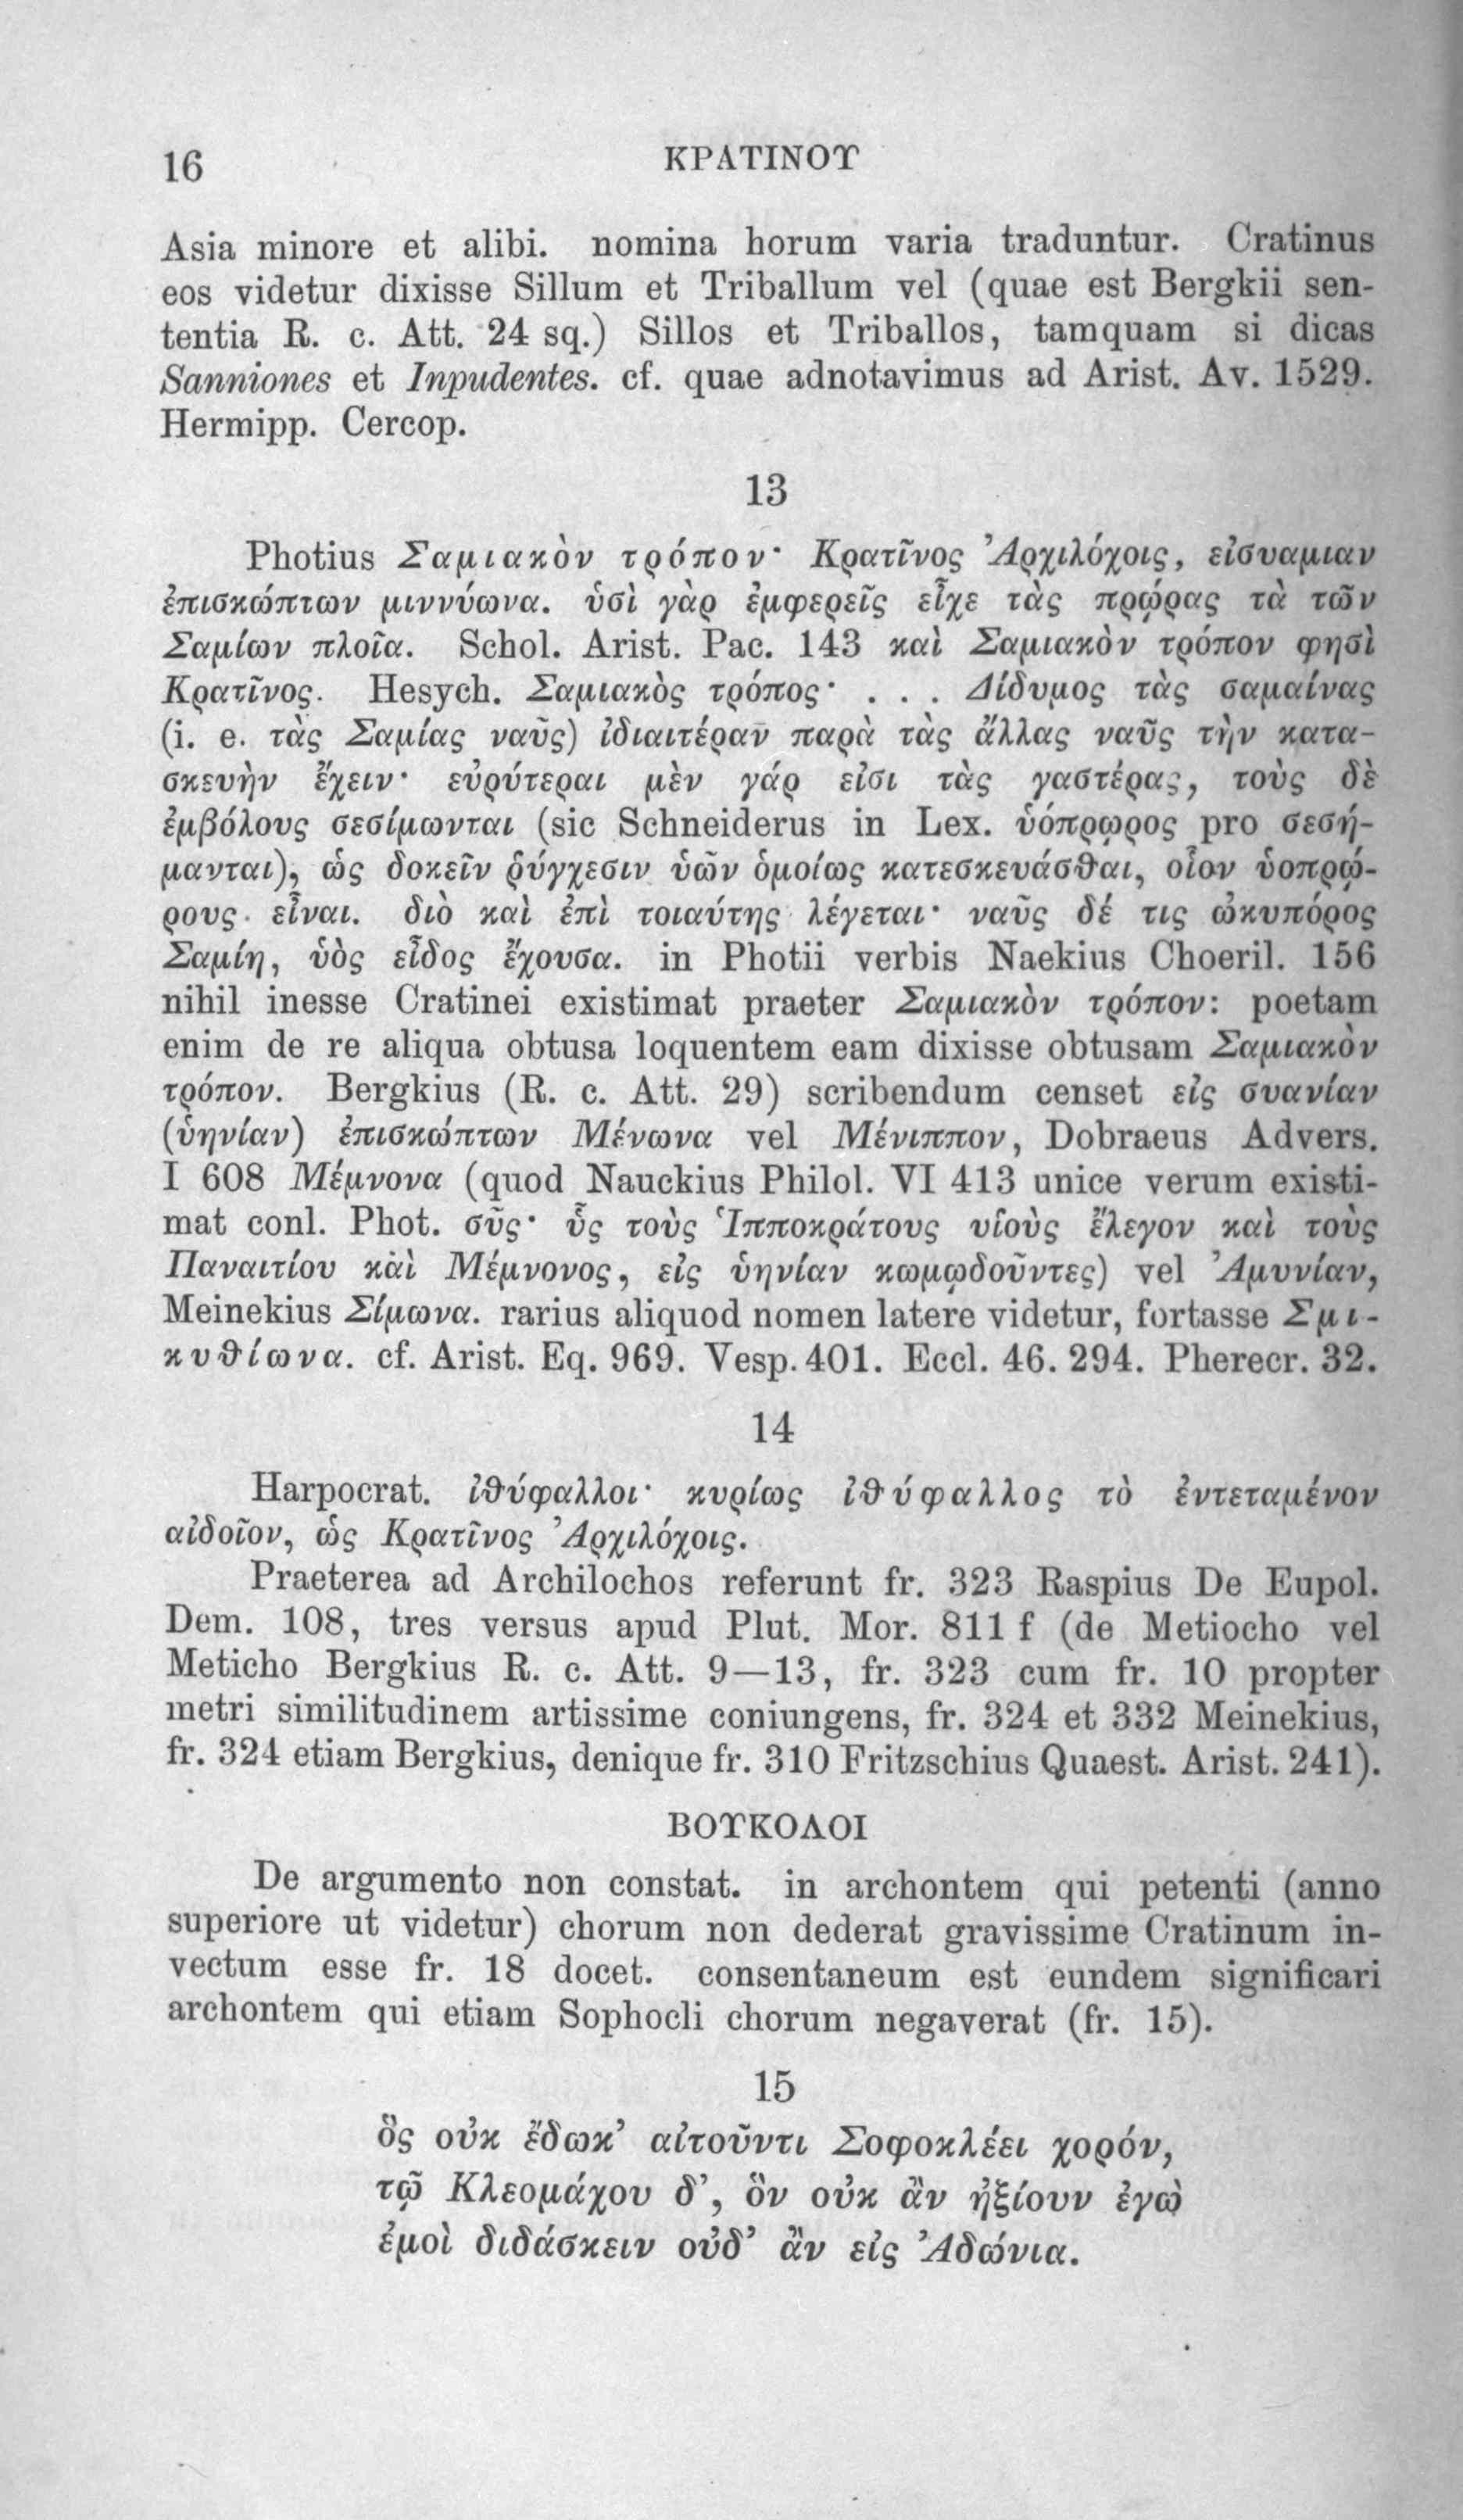 16
ΚΡΑΤΙΝΟΥ
Asia minore et alibi. nomina horum varia traduntur. Cratinus
eos videtur dixisse Sillum et Triballum vel (quae est Bergkii sen-
tentia R. c. Att. 24 sq.) Sillos et Triballos, tamquam si dicas
Sanniones et Inpudentes. cf. quae adnotavimus ad Arist. Av. 1529.
Hermipp. Cercop.
13
Photius Σαμιακὸν τρόπον· Κρατῖνος Ἀρχιλόχοις, εἰσυαμιαν
ἐπισκώπτων μιννύωνα. ὑσὶ γὰρ ἐμφερεῖς εἶχε τὰς πρῴρας τὰ τῶν
Σαμίων πλοῖα. Schol. Arist. Pac. 143 καὶ Σαμιακὸν τρόπον φησὶ
Κρατῖνος. Hesych. Σαμιακὸς τρόπος· . . . Δίδυμος τὰς σαμαίνας
(i. e. τὰς Σαμίας ναῦς) ἰδιαιτέραν παρὰ τὰς ἄλλας ναῦς τὴν κατα-
σκευὴν ἔχειν· εὐρύτεραι μὲν γάρ εἰσι τὰς γαστέρας, τοὺς δὲ
ἐμβόλους σεσίμωνται (sic Schneiderus in Lex. ὑόπρῳρος pro σεσή-
μανται), ὡς δοκεῖν ῥύγχεσιν ὑῶν ὁμοίως κατεσκευάσθαι, οἷον ὑοπρῴ-
ρους εἶναι. διὸ καὶ ἐπὶ τοιαύτης λέγεται· ναῦς δέ τις ὠκυπόρος
Σαμίη, ὑὸς εἶδος ἔχουσα. in Photii verbis Naekius Choeril. 156
nihil inesse Cratinei existimat praeter Σαμιακὸν τρόπον: poetam
enim de re aliqua obtusa loquentem eam dixisse obtusam Σαμιακὸν
τρόπον. Bergkius (R. c. Att. 29) scribendum censet εἰς συανίαν
(ὑηνίαν) ἐπισκώπτων Μένωνα vel Μένιππον, Dobraeus Advers.
I 608 Μέμνονα (quod Nauckius Philol. VI 413 unice verum existi-
mat conl. Phot. σῦς· ὗς τοὺς Ἱπποκράτους υἱοὺς ἔλεγον καὶ τοὺς
Παναιτίου καὶ Μέμνονος, εἰς ὑηνίαν κωμῳδοῦντες) vel Ἀμυνίαν,
Meinekius Σίμωνα. rarius aliquod nomen latere videtur, fortasse Σμι-
κυθίωνα. cf. Arist. Eq. 969. Vesp. 401. Eccl. 46. 294. Pherecr. 32.
14
Harpocrat. ἰθύφαλλοι· κυρίως ἰθύφαλλος τὸ ἐντεταμένον
αἰδοῖον, ὡς Κρατῖνος Ἀρχιλόχοις.
Praeterea ad Archilochos referunt fr. 323 Raspius De Eupol.
Dem. 108, tres versus apud Plut. Mor. 811 f (de Metiocho vel
Meticho Bergkius R. c. Att. 9—13, fr. 323 cum fr. 10 propter
metri similitudinem artissime coniungens, fr. 324 et 332 Meinekius,
fr. 324 etiam Bergkius, denique fr. 310 Fritzschius Quaest. Arist. 241).
ΒΟΥΚΟΛΟΙ
De argumento non constat. in archontem qui petenti (anno
superiore ut videtur) chorum non dederat gravissime Cratinum in-
vectum esse fr. 18 docet. consentaneum est eundem significari
archontem qui etiam Sophocli chorum negaverat (fr. 15).
15
ὃς οὐκ ἔδωκ’ αἰτοῦντι Σοφοκλέει χορόν,
τῷ Κλεομάχου δ’, ὃν οὐκ ἂν ἠξίουν ἐγὼ
ἐμοὶ διδάσκειν οὐδ’ ἂν εἰς Ἀδώνια.